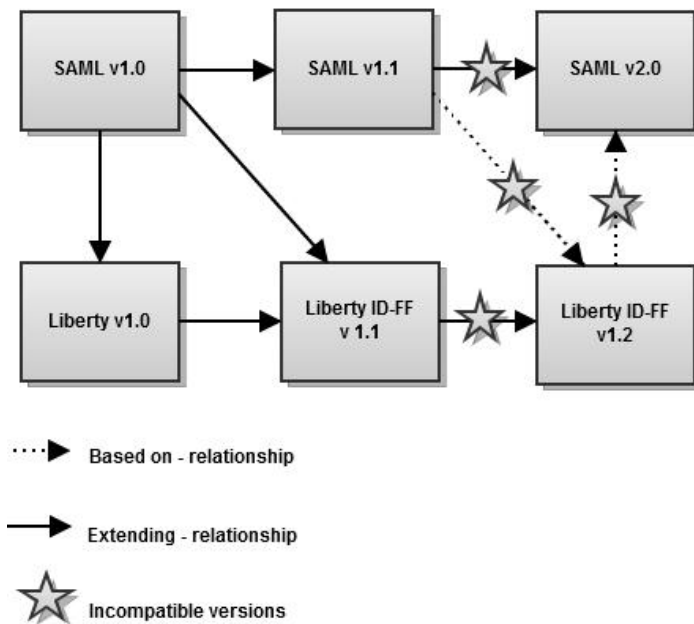 SAML v1.0
SAML v1.1
SAML v2.0
Liberty v1.0
Liberty ID-FF
v 1.1
Liberty ID-FF
v1.2
Based on - relationship
Extending - relationship
Incompatible versions